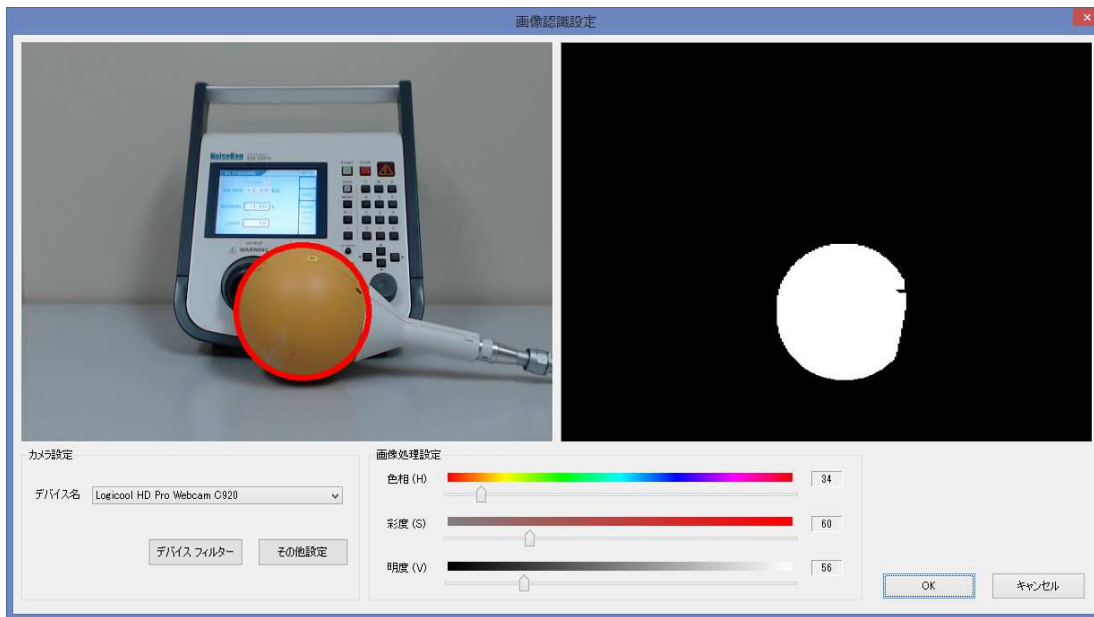 画像認識設定
NoiseKen
START STOP
OUTPUT
WARNING
カメラ設定
デバイス名 Logicool HD Pro Webcam C920
デバイス フィルター その他設定
画像処理設定
色相 (H) 34
彩度 (S) 60
明度 (V) 56
OK キャンセル